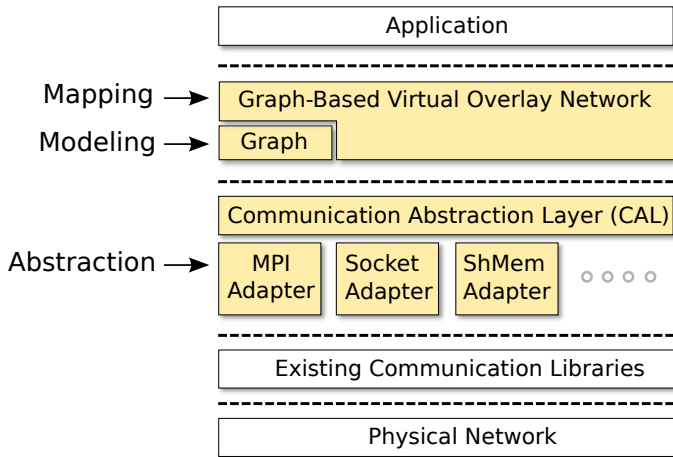 Application
Mapping
Graph-Based Virtual Overlay Network
Modeling
Graph
Communication Abstraction Layer (CAL)
Abstraction
MPI
Adapter
Socket
Adapter
ShMem
Adapter
Existing Communication Libraries
Physical Network